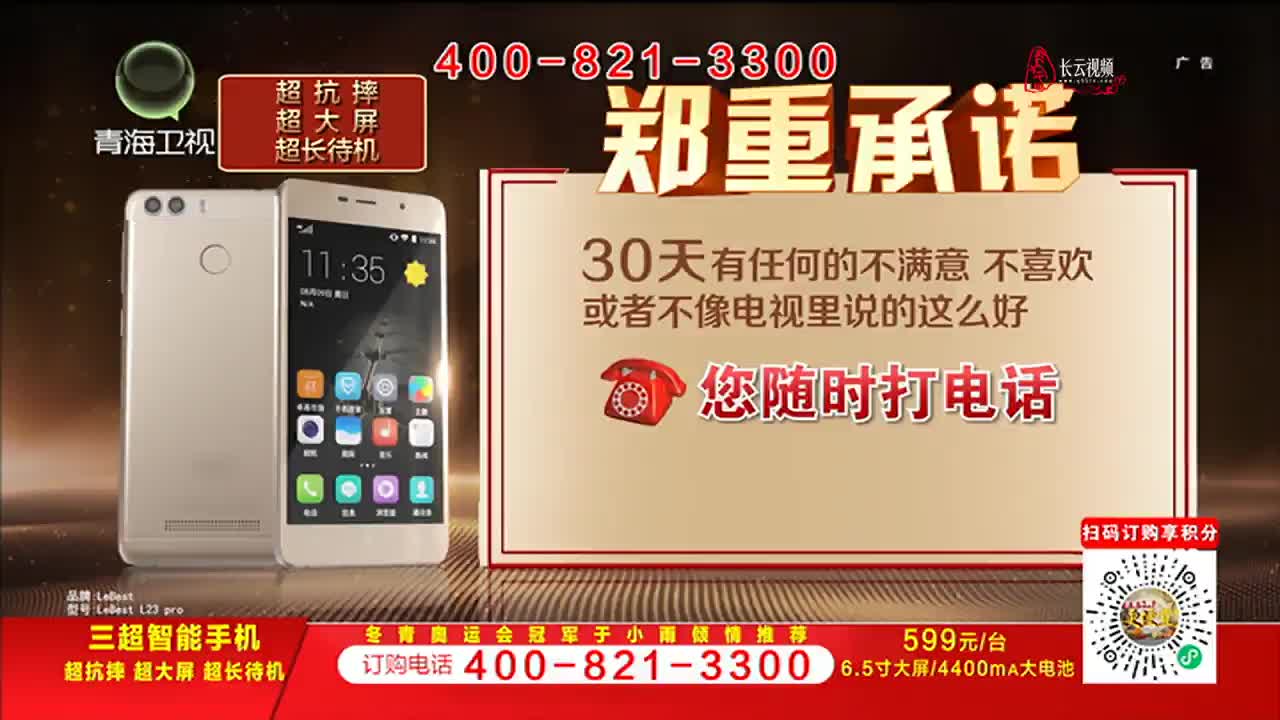 400-821-3300
长云视频
广告
青海卫视
超抗摔
超大屏
超长待机
郑重承诺
30天有任何的不满意 不喜欢
或者不像电视里说的这么好
您随时打电话
11:35
N/A
电话
信息
扫码订购享积分
品牌:LeBest
型号:LeBest L23 pro
三超智能手机
超抗摔 超大屏 超长待机
冬青奥运会冠军于小雨倾情推荐
订购电话 400-821-3300
599元/台
6.5寸大屏/4400mA大电池